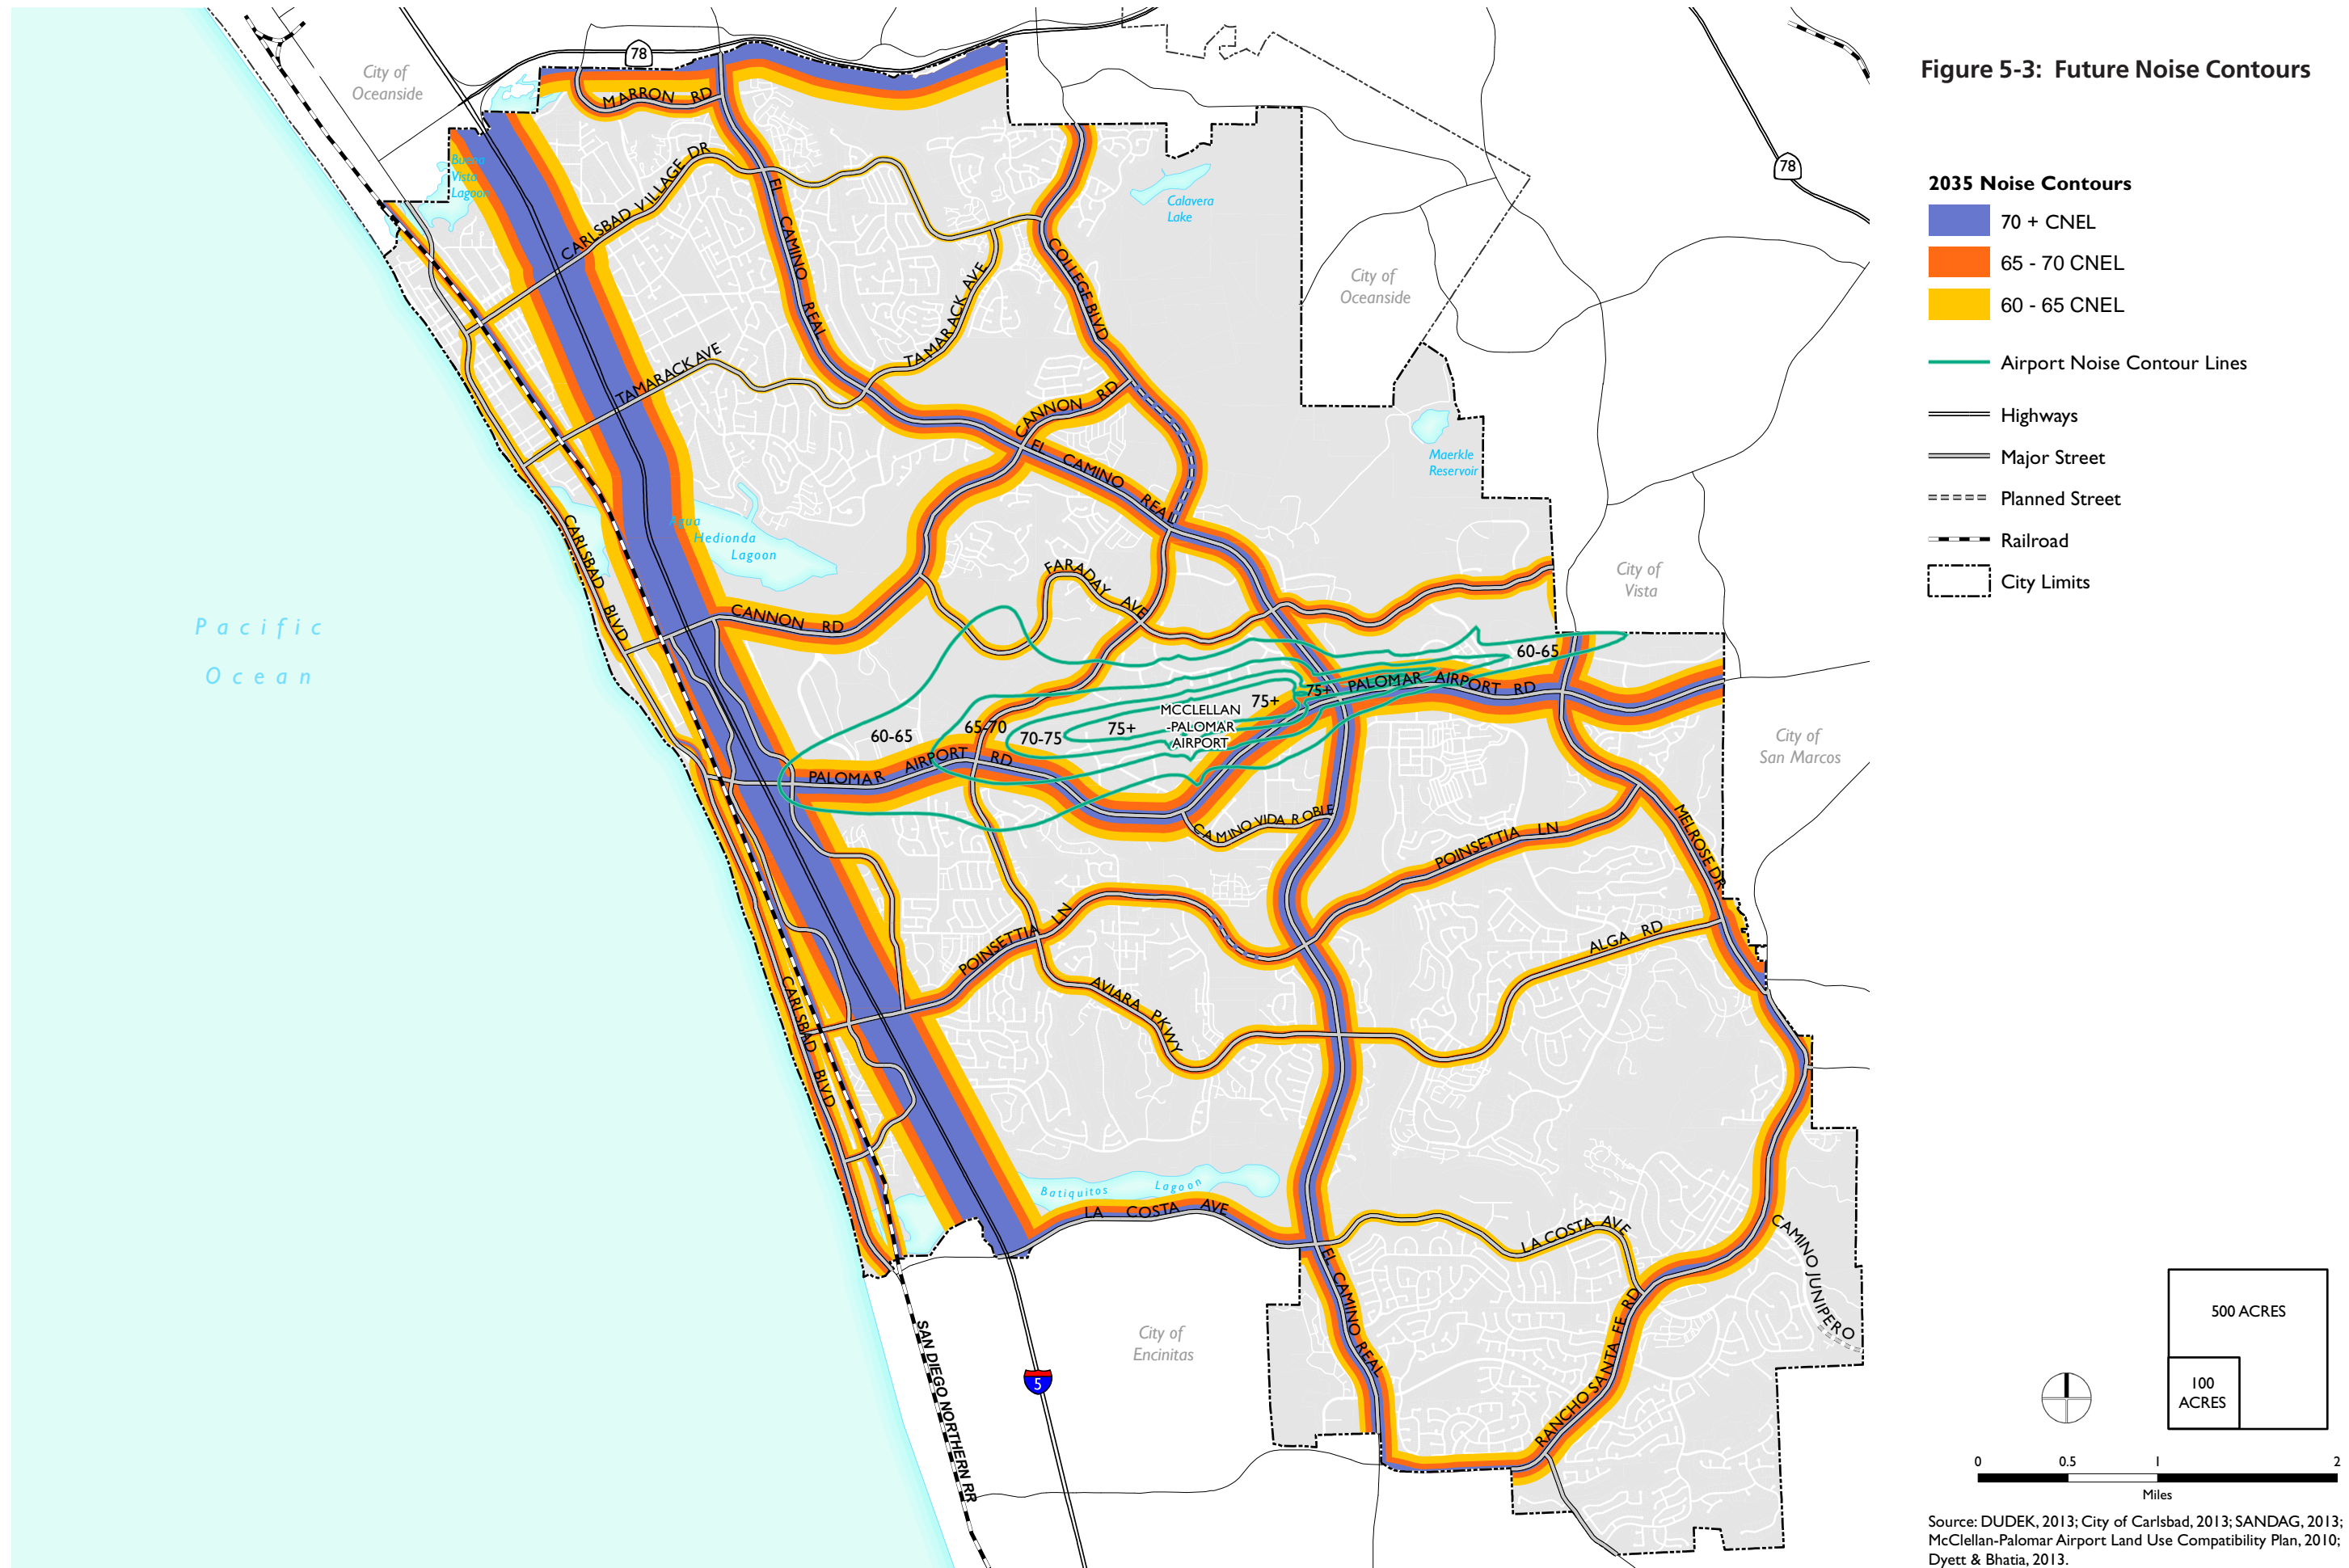 Figure 5-3: Future Noise Contours
2035 Noise Contours
70 + CNEL
65 - 70 CNEL
60 - 65 CNEL
Airport Noise Contour Lines
Highways
Major Street
Planned Street
Railroad
City Limits
78
78
City of
Oceanside
MARRON RD
Buena
Vista
Lagoon
CARLSBAD VILLAGE DR
EL CAMINO REAL
Calavera
Lake
COLLEGE BLVD
City of
Oceanside
TAMARACK AVE
TAMARACK AVE
CANNON RD
EL CAMINO REAL
Maerkle
Reservoir
Agua
Hedionda
Lagoon
CARLSBAD BLVD
FARADAY AVE
CANNON RD
City of
Vista
Pacific
Ocean
60-65
75+
PALOMAR AIRPORT RD
75+
MCCLELLAN
-PALOMAR
AIRPORT
75+
70-75
65-70
60-65
PALOMAR AIRPORT RD
City of
San Marcos
CAMINO VIDA ROBLE
POINSETTIA LN
MELROSE DR
POINSETTIA LN
ALGA RD
AVIARA PKWY
CARLSBAD BLVD
Batiquitos Lagoon
LA COSTA AVE
LA COSTA AVE
CAMINO JUNIPERO
EL CAMINO REAL
RANCHO SANTA FE RD
City of
Encinitas
SAN DIEGO NORTHERN RR
5
500 ACRES
100
ACRES
0 0.5 1 2
Miles
Source: DUDEK, 2013; City of Carlsbad, 2013; SANDAG, 2013;
McClellan-Palomar Airport Land Use Compatibility Plan, 2010;
Dyett & Bhatia, 2013.